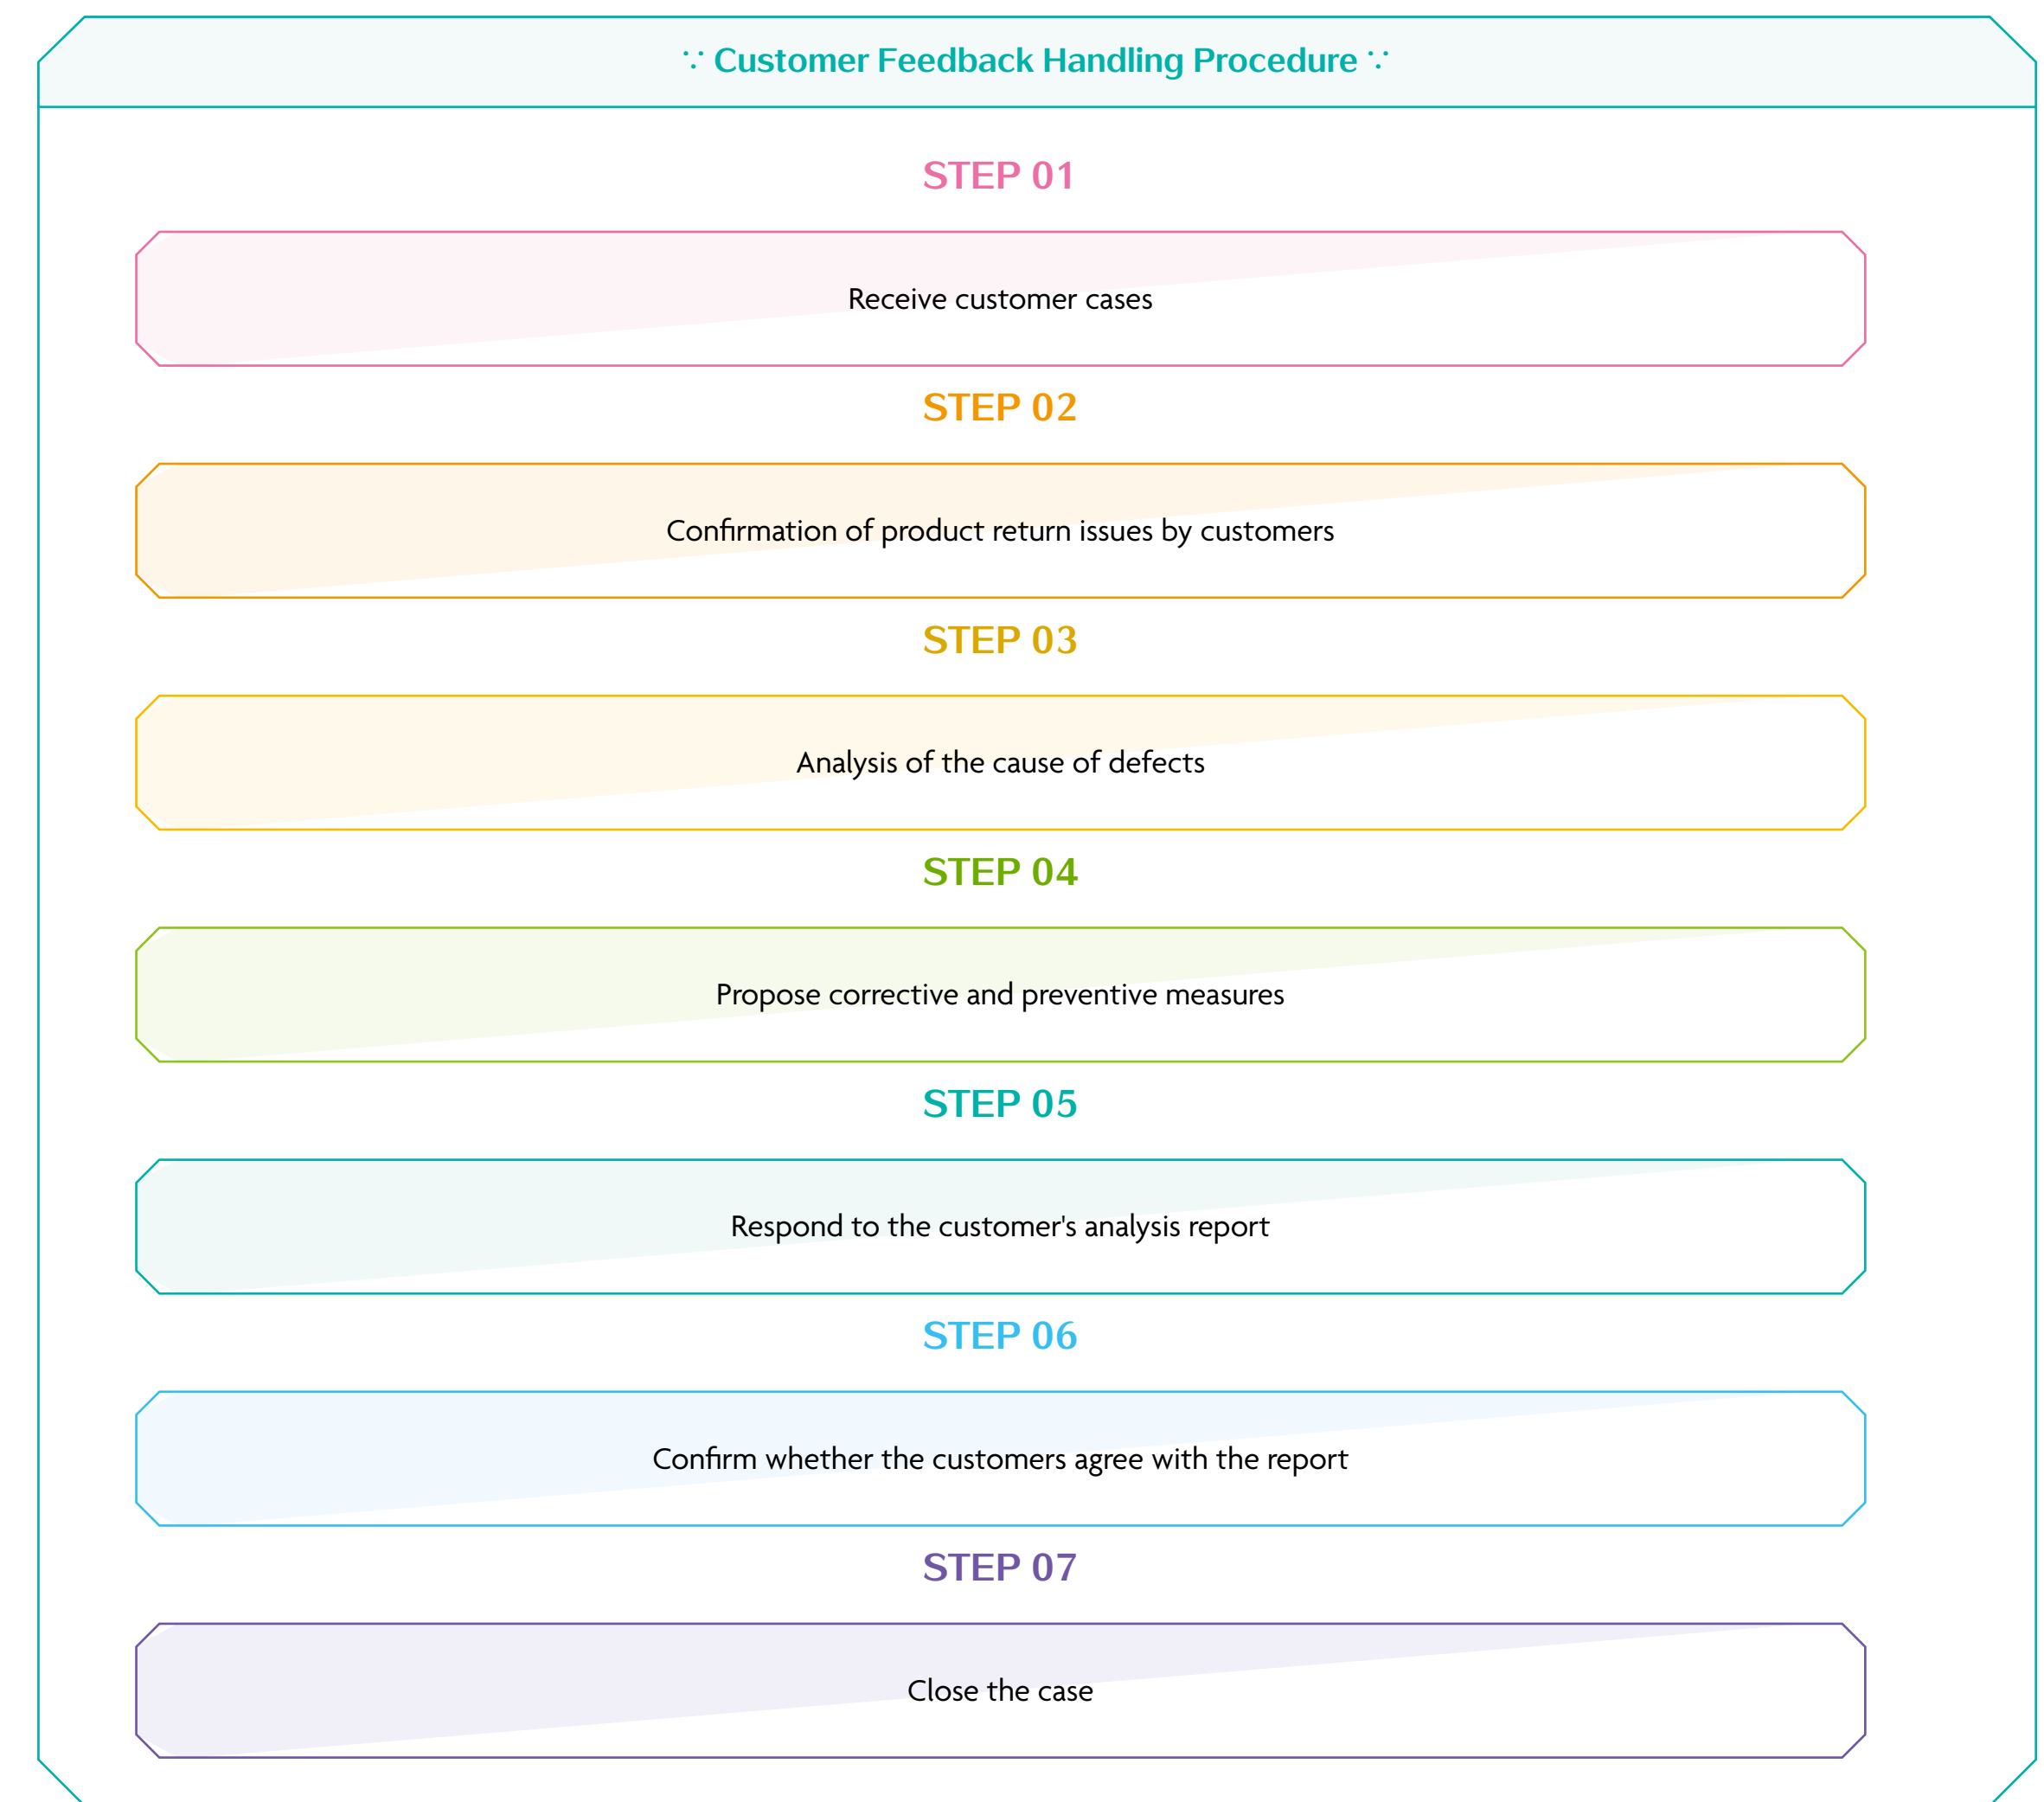 ∵ Customer Feedback Handling Procedure ∵
STEP 01
Receive customer cases
STEP 02
Confirmation of product return issues by customers
STEP 03
Analysis of the cause of defects
STEP 04
Propose corrective and preventive measures
STEP 05
Respond to the customer's analysis report
STEP 06
Confirm whether the customers agree with the report
STEP 07
Close the case